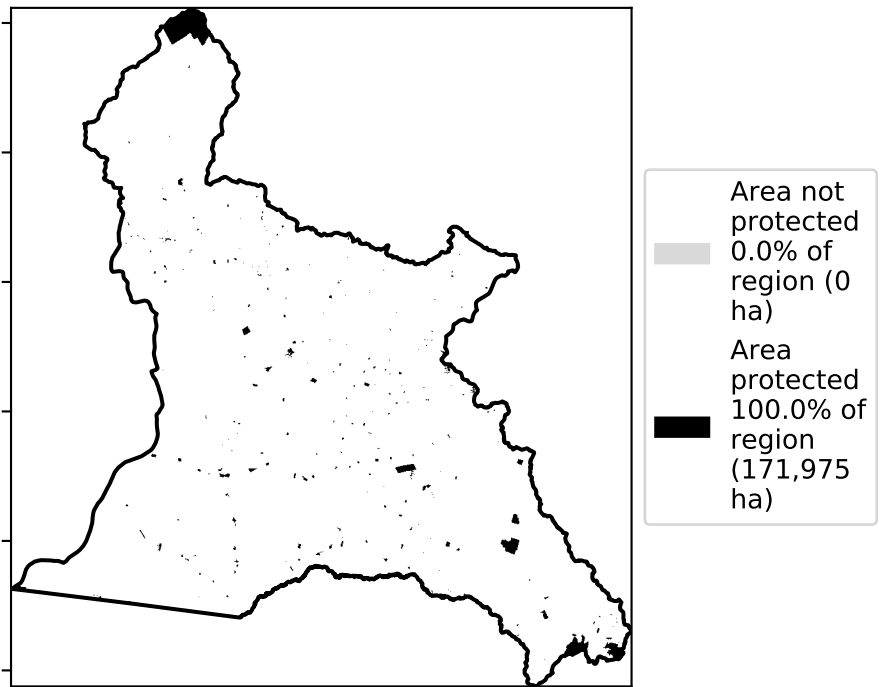 Area not
protected
0.0% of
region (0
ha)
Area
protected
100.0% of
region
(171,975
ha)